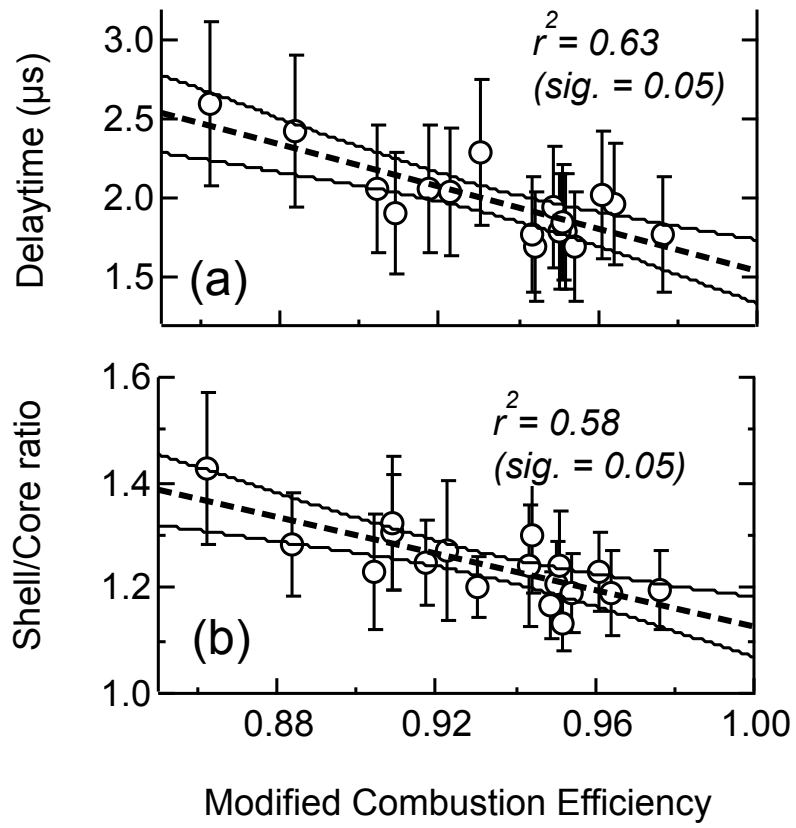 Delaytime (µs)
3.0
2.5
2.0
1.5
r2 = 0.63
(sig. = 0.05)
(a)
Shell/Core ratio
1.6
1.4
1.2
1.0
r2 = 0.58
(sig. = 0.05)
(b)
0.88 0.92 0.96 1.00
Modified Combustion Efficiency